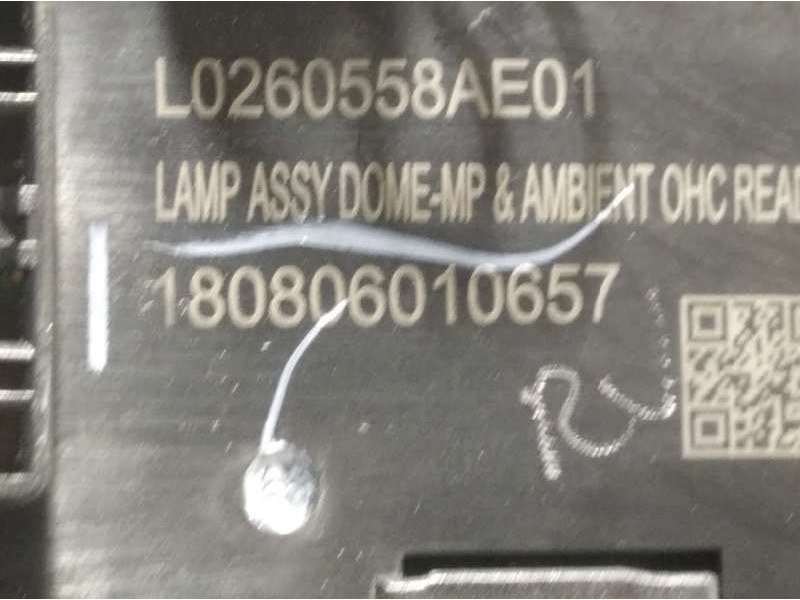 L0260558AE01
LAMP ASSY DOME-MP & AMBIENT OHC READ
180806010657